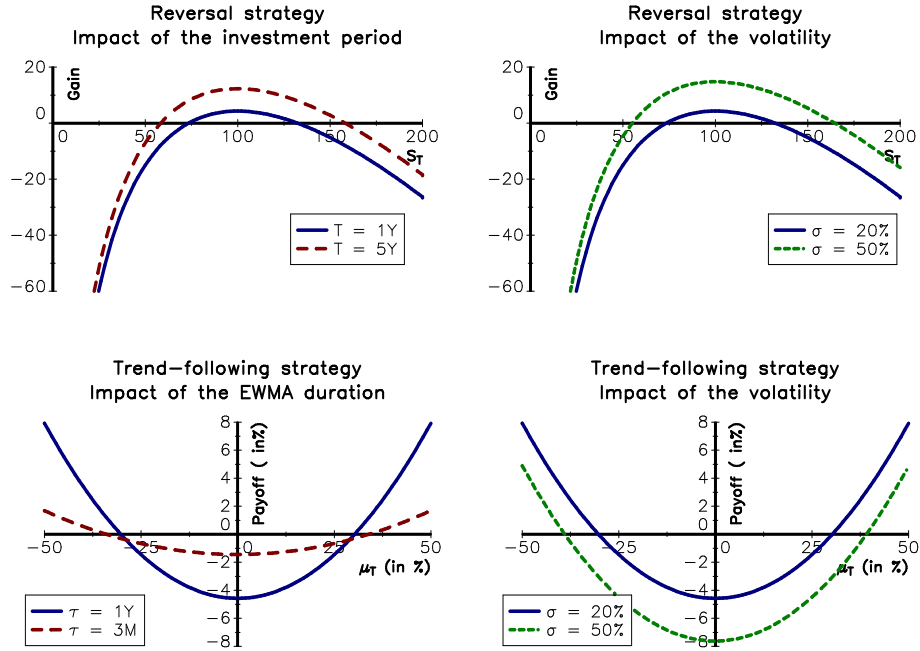 Reversal strategy
Impact of the investment period
20
0
−20
−40
−60
Gain
0
50
100
150
200
S_T
T = 1Y
T = 5Y
Reversal strategy
Impact of the volatility
20
0
−20
−40
−60
Gain
0
50
100
150
200
S_T
σ = 20%
σ = 50%
Trend−following strategy
Impact of the EWMA duration
8
6
4
2
0
−2
−4
−6
−8
Payoff ( in%)
−50
−25
0
25
50
μ_T (in %)
τ = 1Y
τ = 3M
Trend−following strategy
Impact of the volatility
8
6
4
2
0
−2
−4
−6
−8
Payoff ( in%)
−50
−25
0
25
50
μ_T (in %)
σ = 20%
σ = 50%